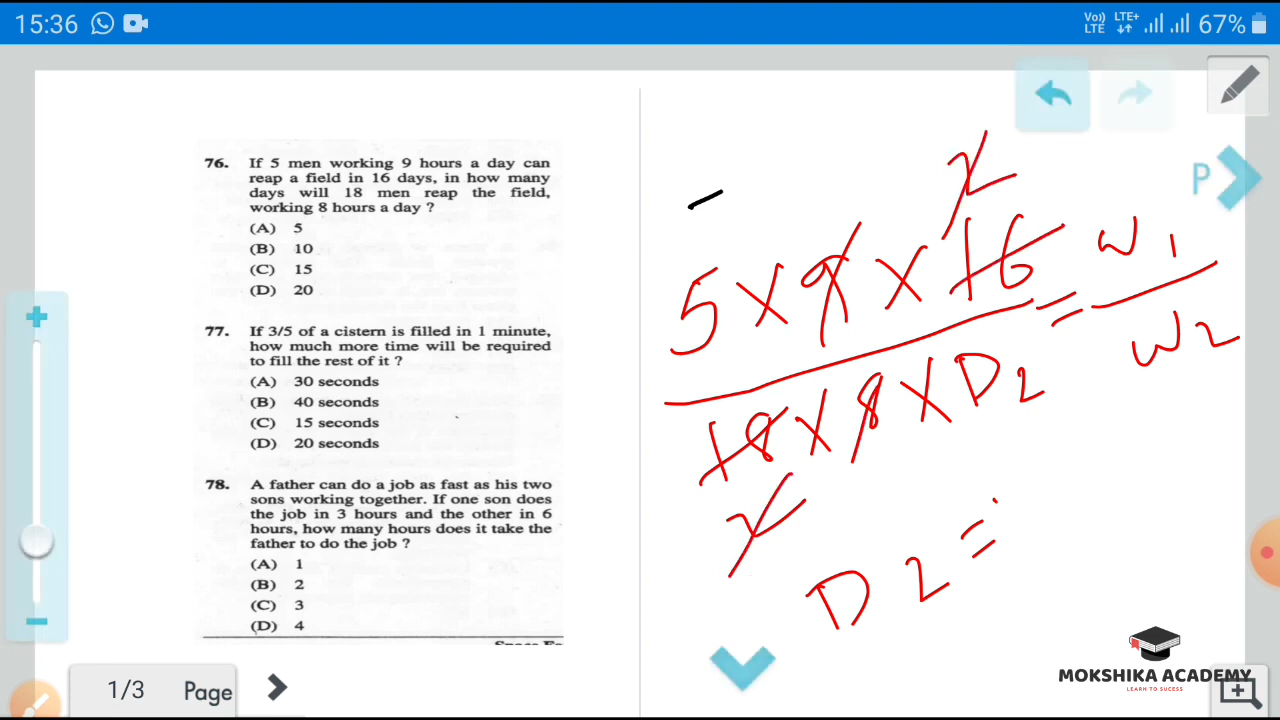 15:36
Vo)) LTE LTE+ 67%
76. If 5 men working 9 hours a day can
reap a field in 16 days, in how many
days will 18 men reap the field,
working 8 hours a day ?
(A) 5
(B) 10
(C) 15
(D) 20
77. If 3/5 of a cistern is filled in 1 minute,
how much more time will be required
to fill the rest of it ?
(A) 30 seconds
(B) 40 seconds
(C) 15 seconds
(D) 20 seconds
78. A father can do a job as fast as his two
sons working together. If one son does
the job in 3 hours and the other in 6
hours, how many hours does it take the
father to do the job ?
(A) 1
(B) 2
(C) 3
(D) 4
2
5 X 9 X 16 = W1
18 X 8 X D2 W2
2
D2 =
P
MOKSHIKA ACADEMY
LEARN TO SUCESS
1/3 Page